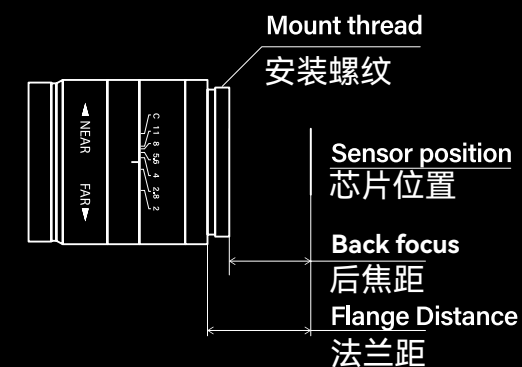 Mount thread
安装螺纹
NEAR
FAR
C 11 8 5.6 4 2.8 2
Sensor position
芯片位置
Back focus
后焦距
Flange Distance
法兰距